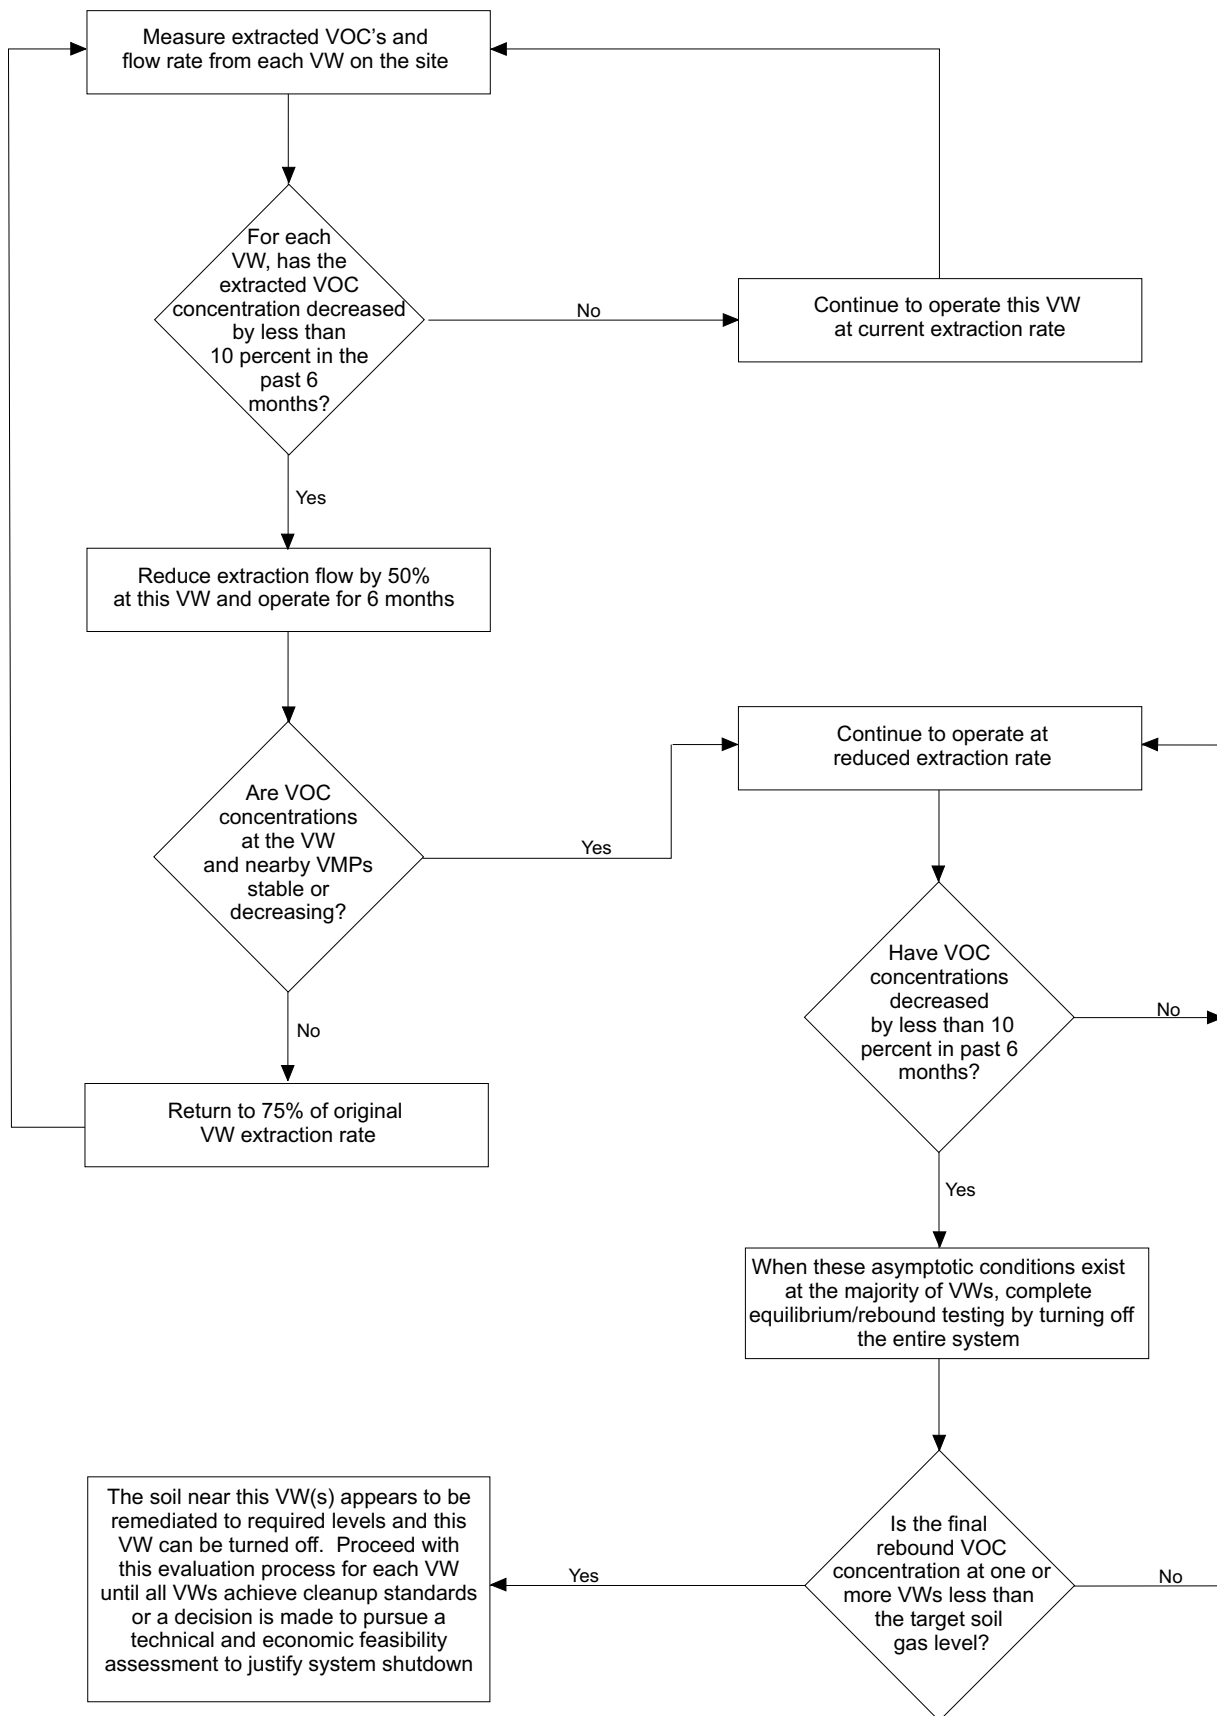 Measure extracted VOC's and
flow rate from each VW on the site
For each
VW, has the
extracted VOC
concentration decreased
by less than
10 percent in the
past 6
months?
No
Continue to operate this VW
at current extraction rate
Yes
Reduce extraction flow by 50%
at this VW and operate for 6 months
Are VOC
concentrations
at the VW
and nearby VMPs
stable or
decreasing?
Yes
Continue to operate at
reduced extraction rate
No
Return to 75% of original
VW extraction rate
Have VOC
concentrations
decreased
by less than 10
percent in past 6
months?
No
Yes
When these asymptotic conditions exist
at the majority of VWs, complete
equilibrium/rebound testing by turning off
the entire system
Is the final
rebound VOC
concentration at one or
more VWs less than
the target soil
gas level?
No
Yes
The soil near this VW(s) appears to be
remediated to required levels and this
VW can be turned off. Proceed with
this evaluation process for each VW
until all VWs achieve cleanup standards
or a decision is made to pursue a
technical and economic feasibility
assessment to justify system shutdown